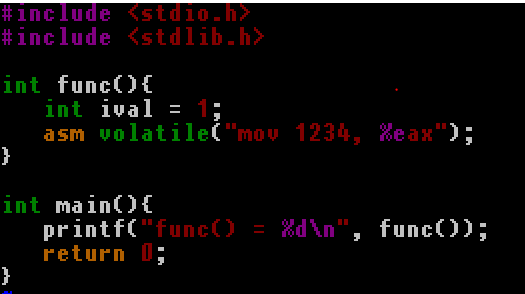 #include <stdio.h>
#include <stdlib.h>
int func(){
int ival = 1;
asm volatile("mov 1234, %eax");
}
int main(){
printf("func() = %d\n", func());
return 0;
}